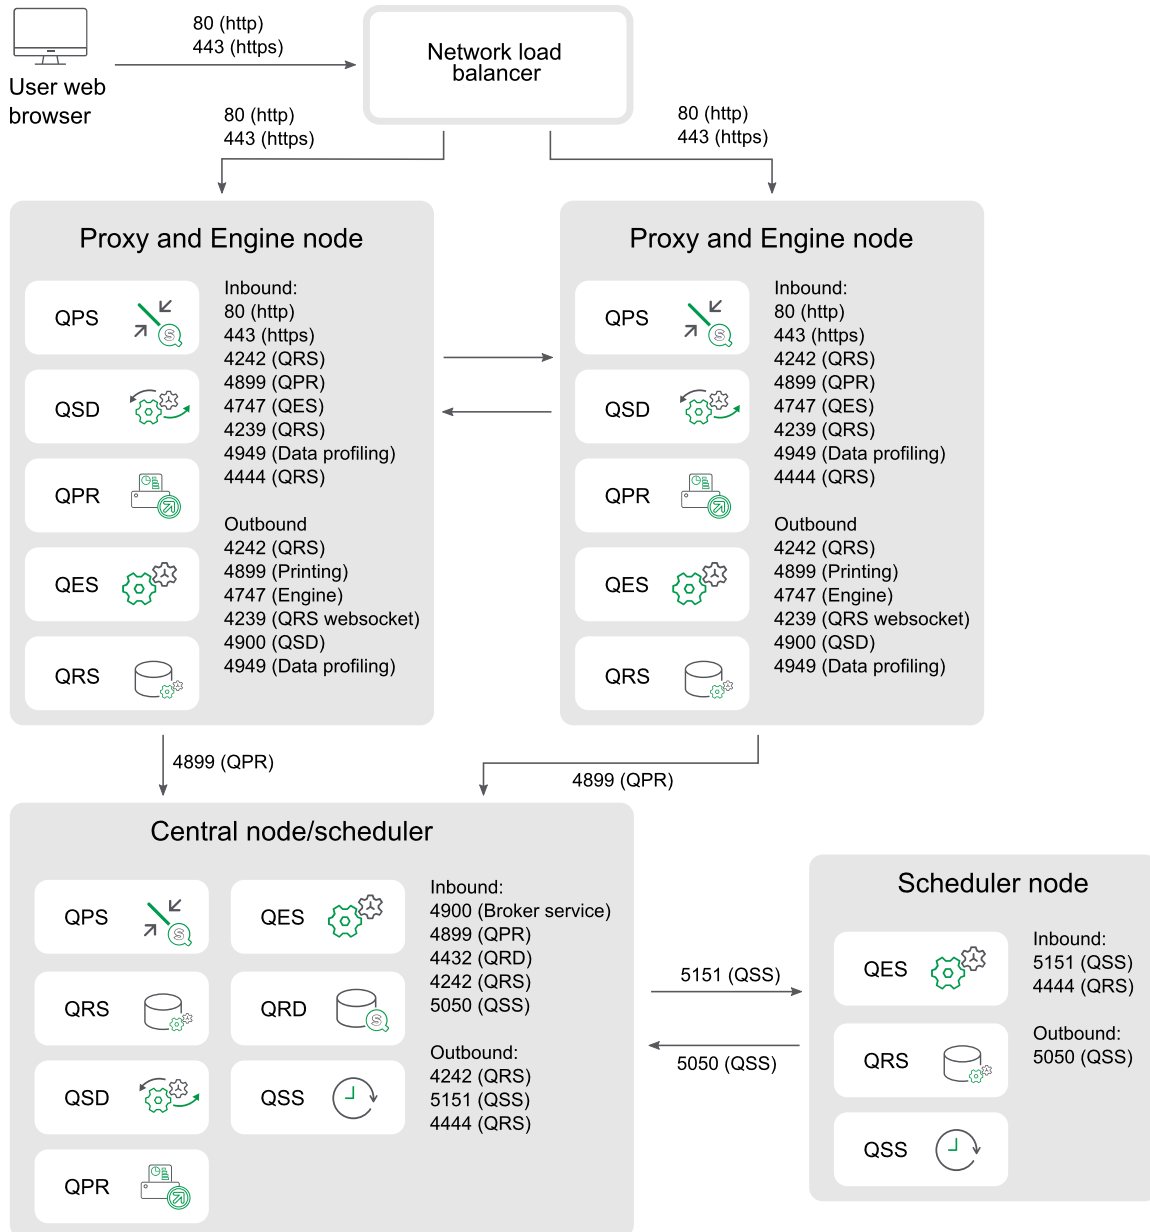 80 (http)
443 (https)
User web
browser
Network load
balancer
80 (http)
443 (https)
80 (http)
443 (https)
Proxy and Engine node
QPS
QSD
QPR
QES
QRS
Inbound:
80 (http)
443 (https)
4242 (QRS)
4899 (QPR)
4747 (QES)
4239 (QRS)
4949 (Data profiling)
4444 (QRS)
Outbound
4242 (QRS)
4899 (Printing)
4747 (Engine)
4239 (QRS websocket)
4900 (QSD)
4949 (Data profiling)
Proxy and Engine node
QPS
QSD
QPR
QES
QRS
Inbound:
80 (http)
443 (https)
4242 (QRS)
4899 (QPR)
4747 (QES)
4239 (QRS)
4949 (Data profiling)
4444 (QRS)
Outbound
4242 (QRS)
4899 (Printing)
4747 (Engine)
4239 (QRS websocket)
4900 (QSD)
4949 (Data profiling)
4899 (QPR)
4899 (QPR)
Central node/scheduler
QPS
QRS
QSD
QPR
QES
QRD
QSS
Inbound:
4900 (Broker service)
4899 (QPR)
4432 (QRD)
4242 (QRS)
5050 (QSS)
Outbound:
4242 (QRS)
5151 (QSS)
4444 (QRS)
5151 (QSS)
5050 (QSS)
Scheduler node
QES
QRS
QSS
Inbound:
5151 (QSS)
4444 (QRS)
Outbound:
5050 (QSS)